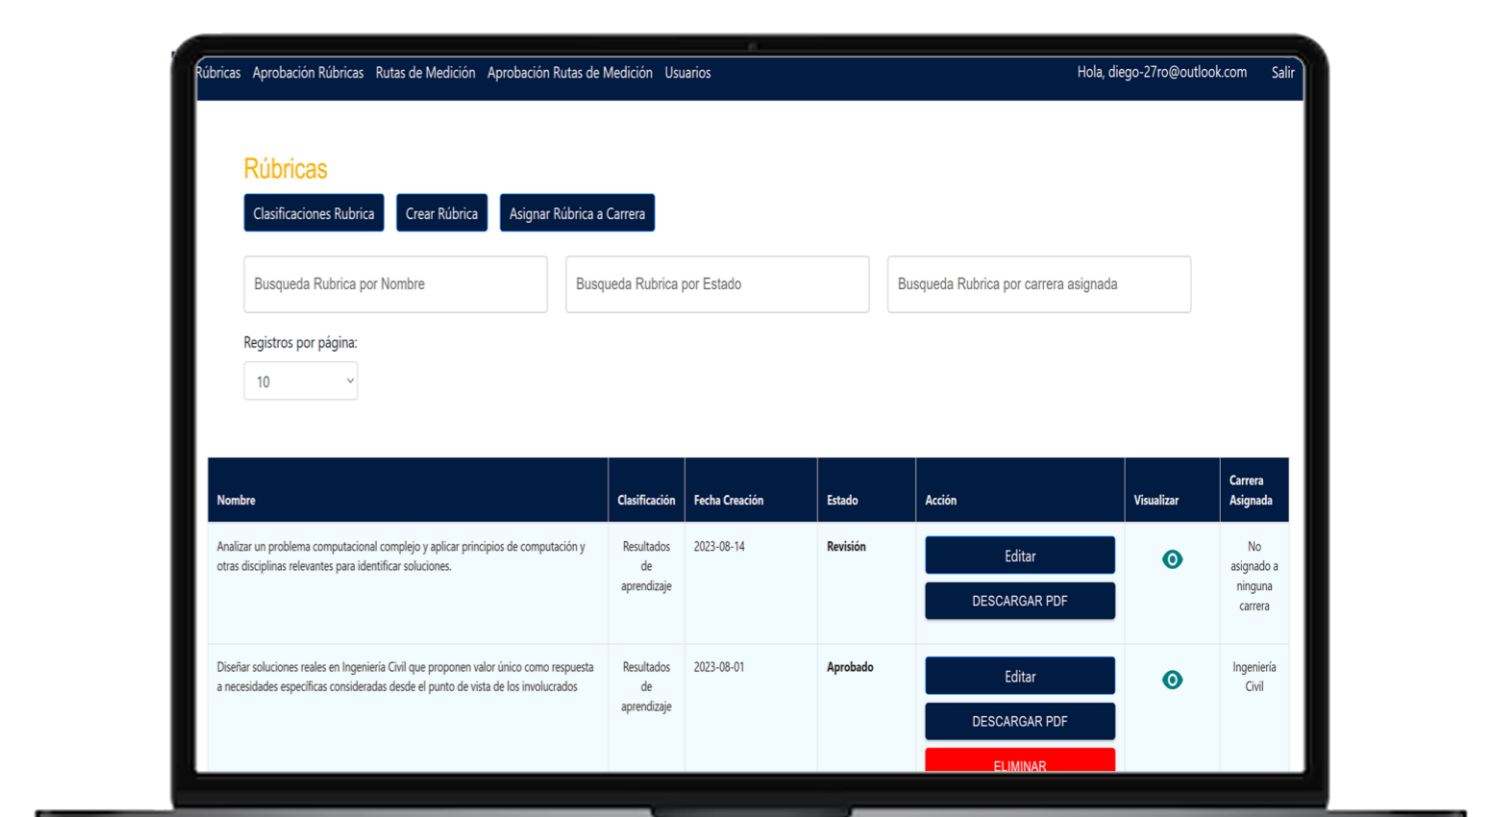 Rúbricas Aprobación Rúbricas Rutas de Medición Aprobación Rutas de Medición Usuarios Hola, diego-27ro@outlook.com Salir
Rúbricas
Clasificaciones Rubrica Crear Rúbrica Asignar Rúbrica a Carrera
Busqueda Rubrica por Nombre Busqueda Rubrica por Estado Busqueda Rubrica por carrera asignada
Registros por página:
10
Nombre Clasificación Fecha Creación Estado Acción Visualizar Carrera
Asignada
Analizar un problema computacional complejo y aplicar principios de computación y
otras disciplinas relevantes para identificar soluciones.
Resultados
de
aprendizaje
2023-08-14
Revisión
Editar
DESCARGAR PDF
No
asignado a
ninguna
carrera
Diseñar soluciones reales en Ingeniería Civil que proponen valor único como respuesta
a necesidades específicas consideradas desde el punto de vista de los involucrados
Resultados
de
aprendizaje
2023-08-01
Aprobado
Editar
DESCARGAR PDF
ELIMINAR
Ingeniería
Civil